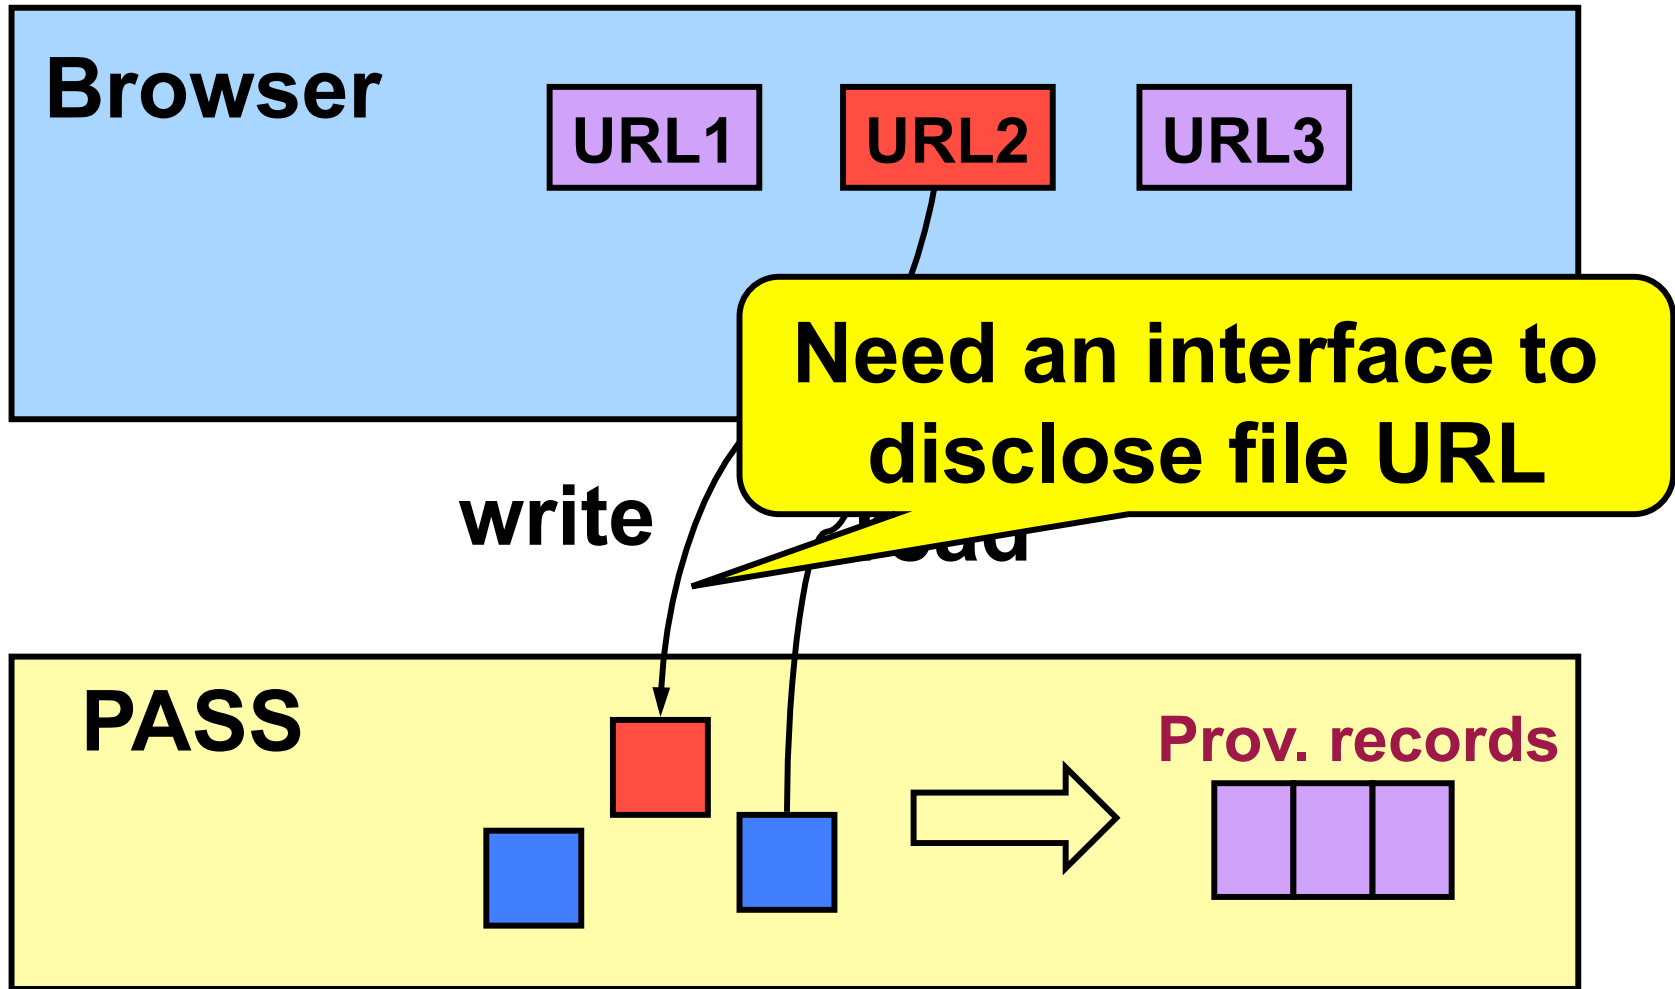 Browser
URL1
URL2
URL3
Need an interface to
disclose file URL
write
PASS
Prov. records